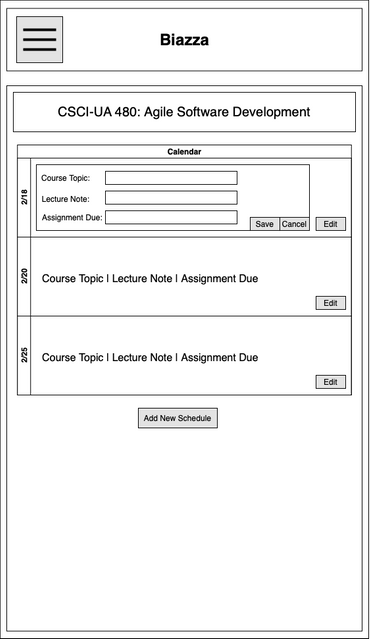 Biazza
CSCI-UA 480: Agile Software Development
Calendar
2/18
Course Topic:
Lecture Note:
Assignment Due:
Save Cancel Edit
2/20
Course Topic | Lecture Note | Assignment Due
Edit
2/25
Course Topic | Lecture Note | Assignment Due
Edit
Add New Schedule